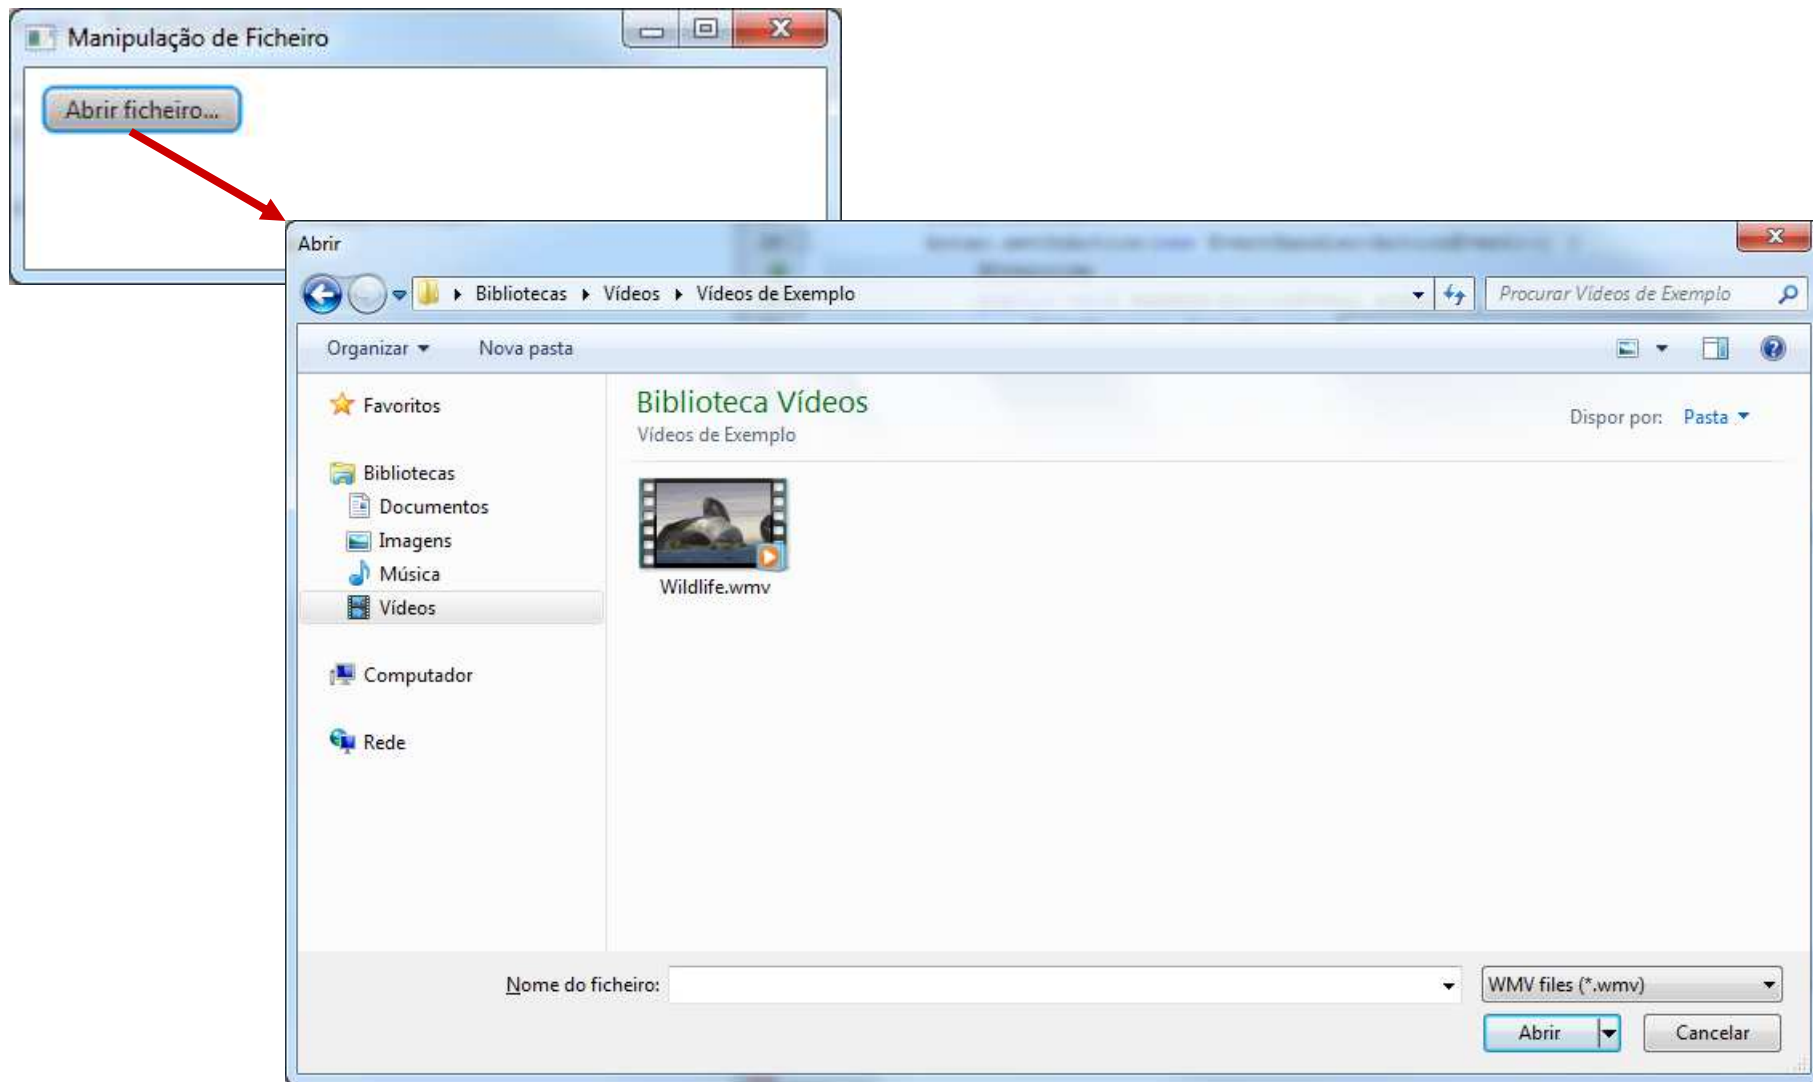 Manipulação de Ficheiro
Abrir ficheiro...
Abrir
Bibliotecas Vídeos Vídeos de Exemplo
Procurar Vídeos de Exemplo
Organizar Nova pasta
Favoritos
Bibliotecas
Documentos
Imagens
Música
Vídeos
Computador
Rede
Biblioteca Vídeos
Vídeos de Exemplo
Dispor por: Pasta
Wildlife.wmv
Nome do ficheiro:
WMV files (*.wmv)
Abrir Cancelar